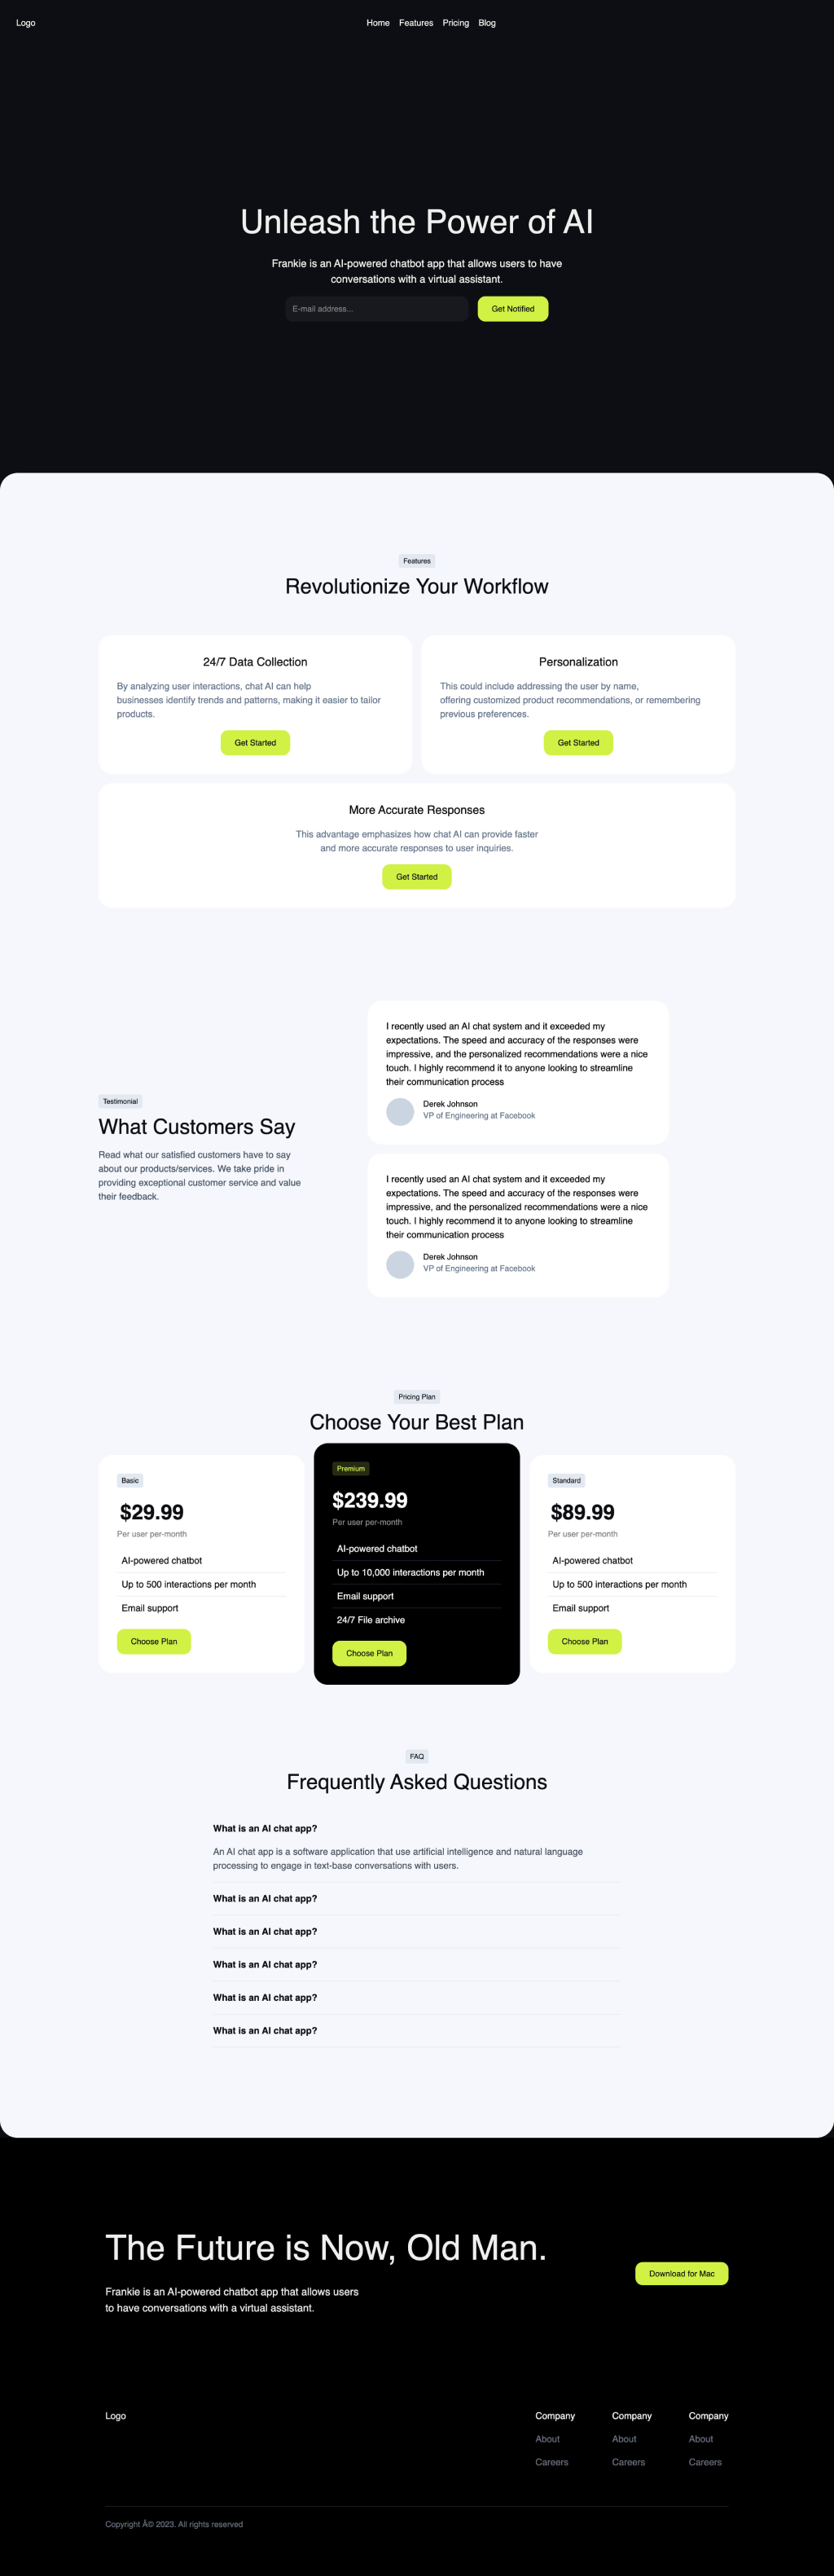 Logo
Home Features Pricing Blog
Unleash the Power of AI
Frankie is an AI-powered chatbot app that allows users to have
conversations with a virtual assistant.
E-mail address...
Get Notified
Features
Revolutionize Your Workflow
24/7 Data Collection
By analyzing user interactions, chat AI can help
businesses identify trends and patterns, making it easier to tailor
products.
Get Started
Personalization
This could include addressing the user by name,
offering customized product recommendations, or remembering
previous preferences.
Get Started
More Accurate Responses
This advantage emphasizes how chat AI can provide faster
and more accurate responses to user inquiries.
Get Started
Testimonial
What Customers Say
Read what our satisfied customers have to say
about our products/services. We take pride in
providing exceptional customer service and value
their feedback.
I recently used an AI chat system and it exceeded my
expectations. The speed and accuracy of the responses were
impressive, and the personalized recommendations were a nice
touch. I highly recommend it to anyone looking to streamline
their communication process
Derek Johnson
VP of Engineering at Facebook
I recently used an AI chat system and it exceeded my
expectations. The speed and accuracy of the responses were
impressive, and the personalized recommendations were a nice
touch. I highly recommend it to anyone looking to streamline
their communication process
Derek Johnson
VP of Engineering at Facebook
Pricing Plan
Choose Your Best Plan
Basic
$29.99
Per user per-month
AI-powered chatbot
Up to 500 interactions per month
Email support
Choose Plan
Premium
$239.99
Per user per-month
AI-powered chatbot
Up to 10,000 interactions per month
Email support
24/7 File archive
Choose Plan
Standard
$89.99
Per user per-month
AI-powered chatbot
Up to 500 interactions per month
Email support
Choose Plan
FAQ
Frequently Asked Questions
What is an AI chat app?
An AI chat app is a software application that use artificial intelligence and natural language
processing to engage in text-base conversations with users.
What is an AI chat app?
What is an AI chat app?
What is an AI chat app?
What is an AI chat app?
What is an AI chat app?
The Future is Now, Old Man.
Frankie is an AI-powered chatbot app that allows users
to have conversations with a virtual assistant.
Download for Mac
Logo
Company
About
Careers
Company
About
Careers
Company
About
Careers
Copyright Â© 2023. All rights reserved